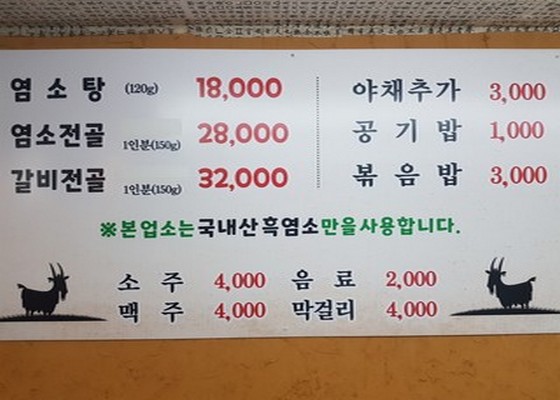 염소탕 (120g) 18,000
염소전골 1인분(150g) 28,000
갈비전골 1인분(150g) 32,000
야채추가 3,000
공기밥 1,000
볶음밥 3,000
※본업소는국내산흑염소만을사용합니다.
소주 4,000 음료 2,000
맥주 4,000 막걸리 4,000